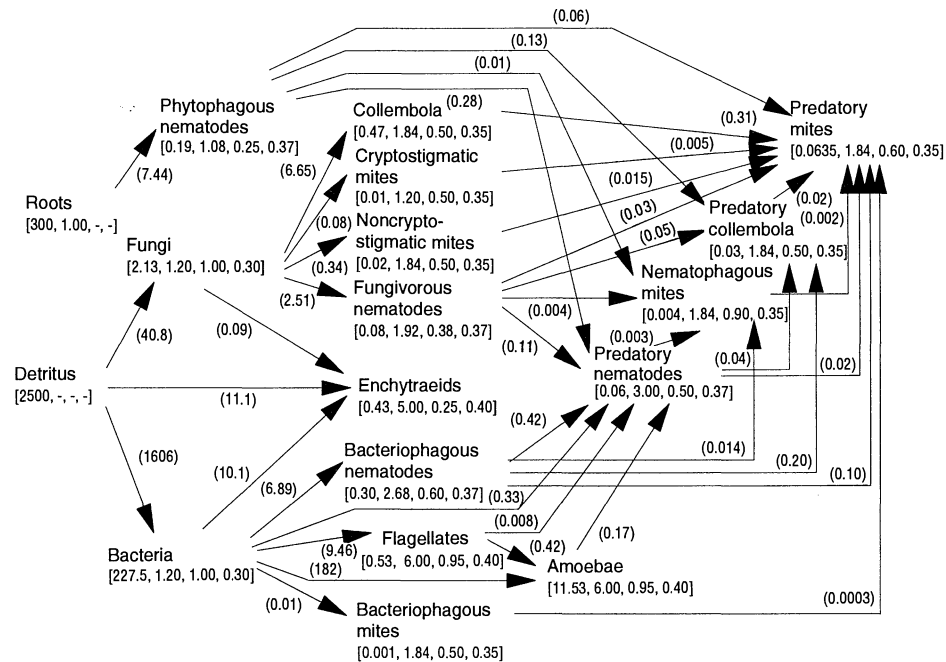 (0.06)
(0.13)
(0.01)
Phytophagous
nematodes
[0.19, 1.08, 0.25, 0.37]
(0.28)
Collembola
[0.47, 1.84, 0.50, 0.35]
(0.31)
Predatory
mites
[0.0635, 1.84, 0.60, 0.35]
(7.44)
(6.65)
Cryptostigmatic
mites
[0.01, 1.20, 0.50, 0.35]
(0.005)
(0.015)
Roots
[300, 1.00, -, -]
(0.08)
Noncrypto-
stigmatic mites
[0.02, 1.84, 0.50, 0.35]
(0.03)
(0.05)
Predatory
collembola
[0.03, 1.84, 0.50, 0.35]
(0.02)
(0.002)
Fungi
[2.13, 1.20, 1.00, 0.30]
(0.34)
(2.51)
Fungivorous
nematodes
[0.08, 1.92, 0.38, 0.37]
(0.004)
Nematophagous
mites
[0.004, 1.84, 0.90, 0.35]
(40.8)
(0.09)
(0.11)
(0.003)
Predatory
nematodes
[0.06, 3.00, 0.50, 0.37]
(0.04)
(0.02)
Detritus
[2500, -, -, -]
(11.1)
Enchytraeids
[0.43, 5.00, 0.25, 0.40]
(0.42)
(1606)
(10.1)
(6.89)
Bacteriophagous
nematodes
[0.30, 2.68, 0.60, 0.37]
(0.014)
(0.20)
(0.10)
(0.33)
(0.008)
Bacteria
[227.5, 1.20, 1.00, 0.30]
(9.46)
Flagellates
[0.53, 6.00, 0.95, 0.40]
(0.42)
(0.17)
(182)
Amoebae
[11.53, 6.00, 0.95, 0.40]
(0.01)
Bacteriophagous
mites
[0.001, 1.84, 0.50, 0.35]
(0.0003)